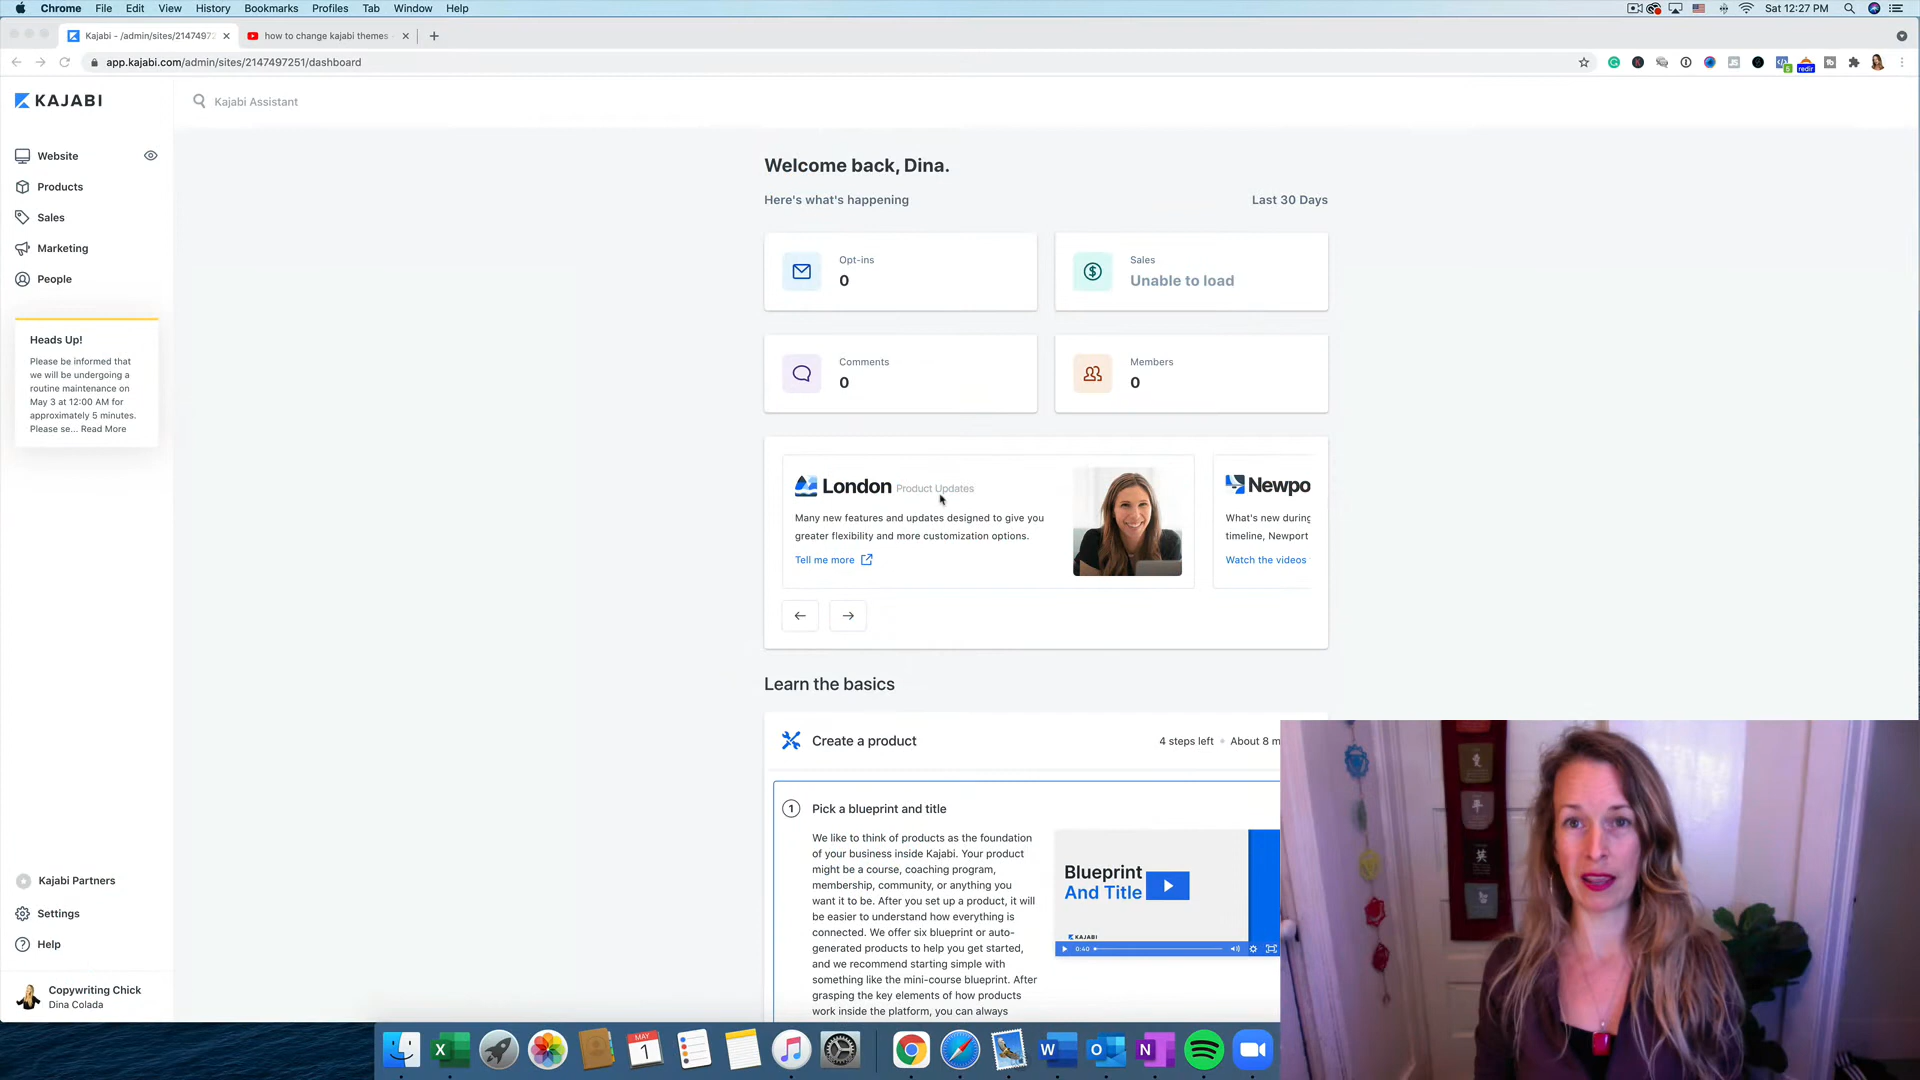 Chrome File Edit View History Bookmarks Profiles Tab Window Help Sat 12:27 PM
Kajabi - /admin/sites/2147497 how to change kajabi themes
app.kajabi.com/admin/sites/2147497251/dashboard
redir
KAJABI
Kajabi Assistant
Website
Products
Sales
Marketing
People
Heads Up!
Please be informed that
we will be undergoing a
routine maintenance on
May 3 at 12:00 AM for
approximately 5 minutes.
Please se... Read More
Kajabi Partners
Settings
Help
Copywriting Chick
Dina Colada
Welcome back, Dina.
Here's what's happening Last 30 Days
Opt-ins
0
Sales
Unable to load
Comments
0
Members
0
London Product Updates
Many new features and updates designed to give you
greater flexibility and more customization options.
Tell me more
Newpo
What's new during
timeline, Newport
Watch the videos
Learn the basics
Create a product 4 steps left • About 8 m
1 Pick a blueprint and title
We like to think of products as the foundation
of your business inside Kajabi. Your product
might be a course, coaching program,
membership, community, or anything you
want it to be. After you set up a product, it will
be easier to understand how everything is
connected. We offer six blueprint or auto-
generated products to help you get started,
and we recommend starting simple with
something like the mini-course blueprint. After
grasping the key elements of how products
work inside the platform, you can always
Blueprint
And Title
KAJABI
0:40
MAY
1